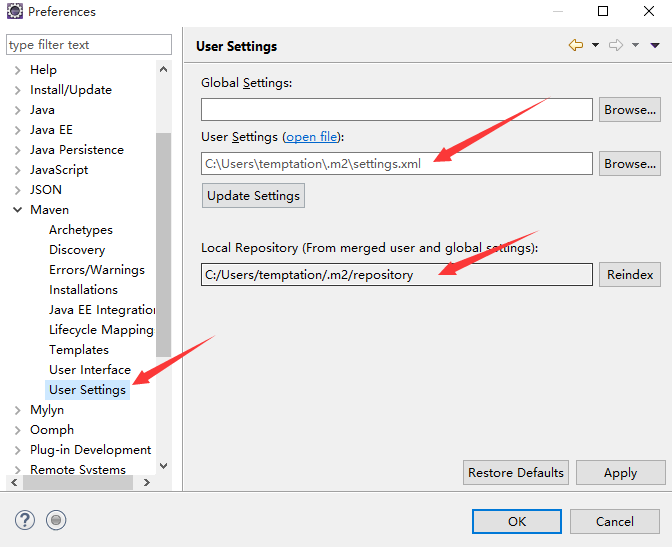 Preferences
type filter text
Help
Install/Update
Java
Java EE
Java Persistence
JavaScript
JSON
Maven
Archetypes
Discovery
Errors/Warnings
Installations
Java EE Integration
Lifecycle Mapping
Templates
User Interface
User Settings
Mylyn
Oomph
Plug-in Development
Remote Systems
User Settings
Global Settings:
Browse...
User Settings (open file):
C:\Users\temptation\.m2\settings.xml
Browse...
Update Settings
Local Repository (From merged user and global settings):
C:/Users/temptation/.m2/repository
Reindex
Restore Defaults
Apply
?
OK
Cancel